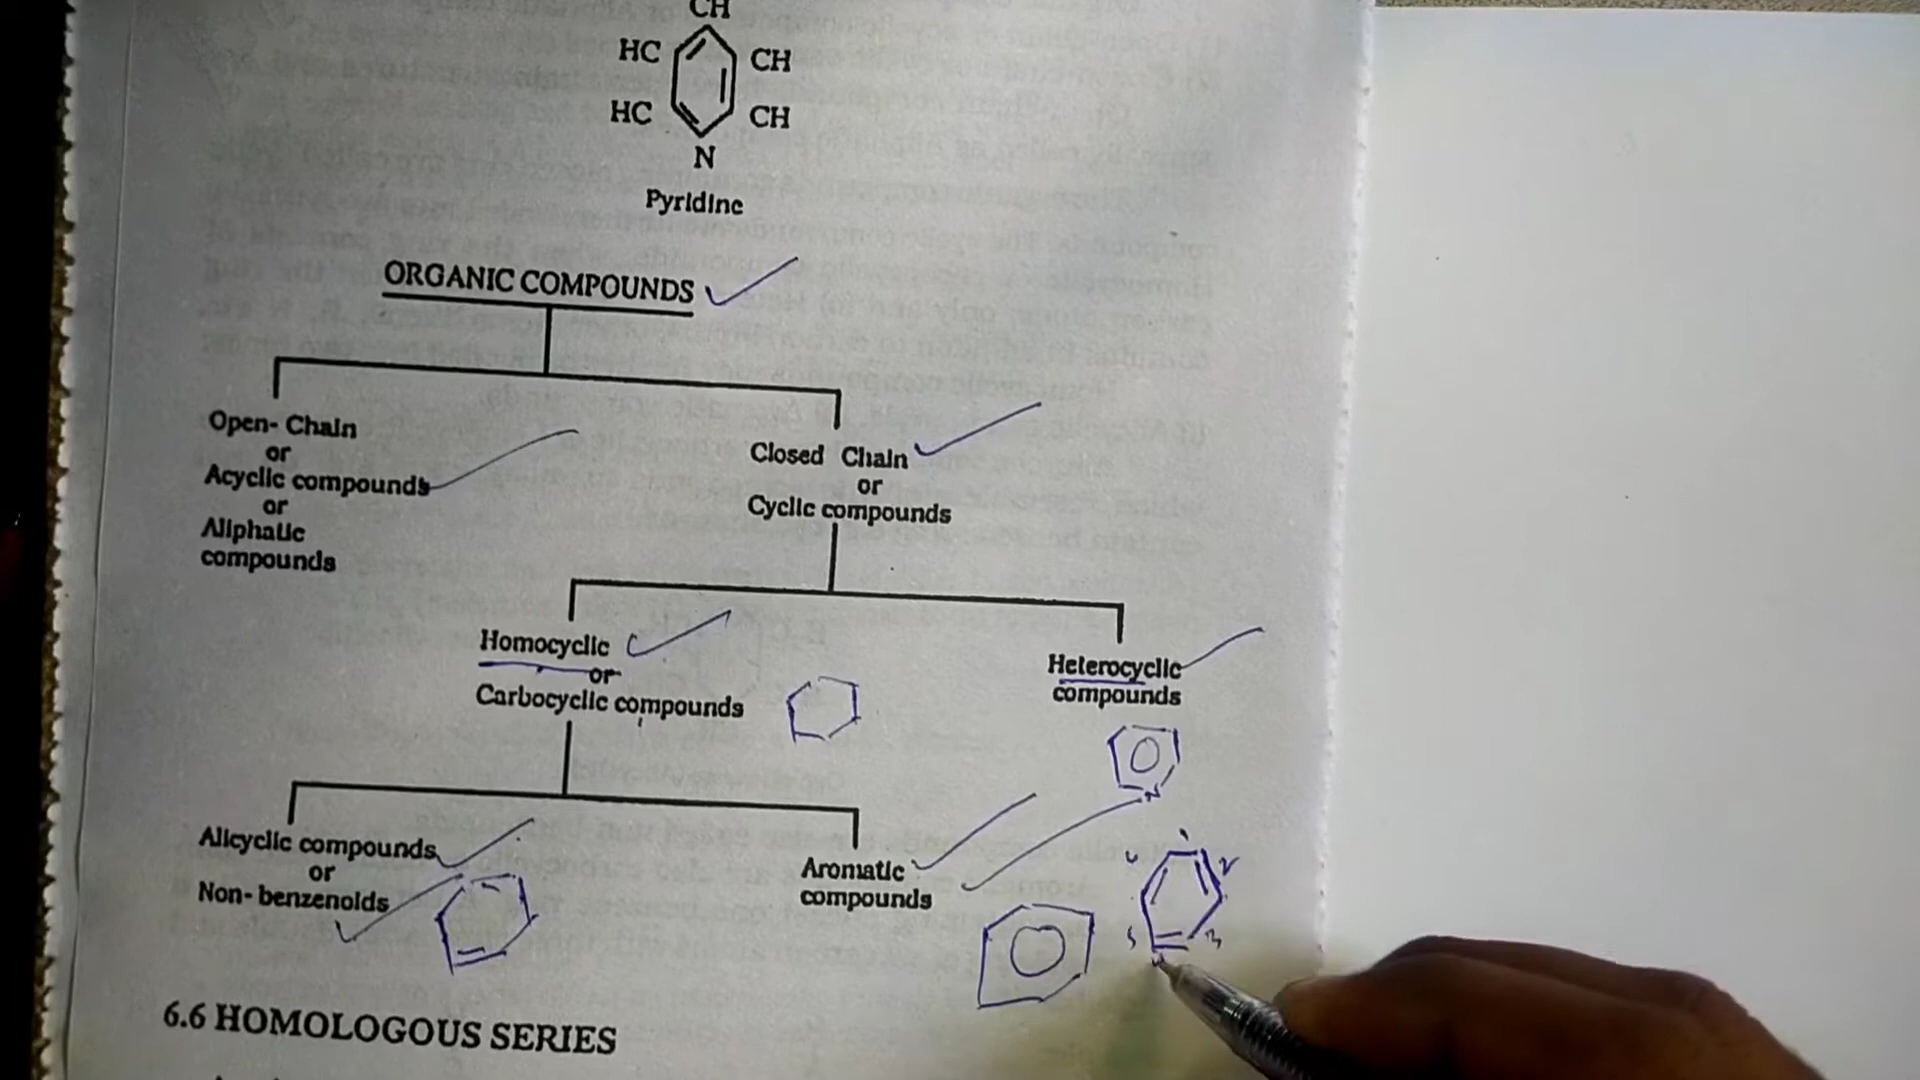 CH
HC CH
HC CH
N
Pyridine
ORGANIC COMPOUNDS
Open- Chain
or
Acyclic compounds
or
Aliphatic
compounds
Closed Chain
or
Cyclic compounds
Homocyclic
or
Carbocyclic compounds
Heterocyclic
compounds
N
Alicyclic compounds
or
Non- benzenoids
Aromatic
compounds
6.6 HOMOLOGOUS SERIES